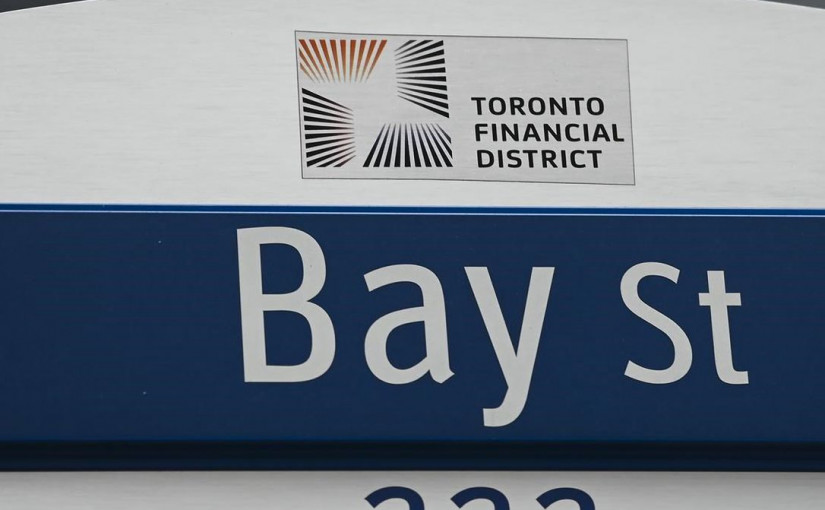 TORONTO
FINANCIAL
DISTRICT
Bay St